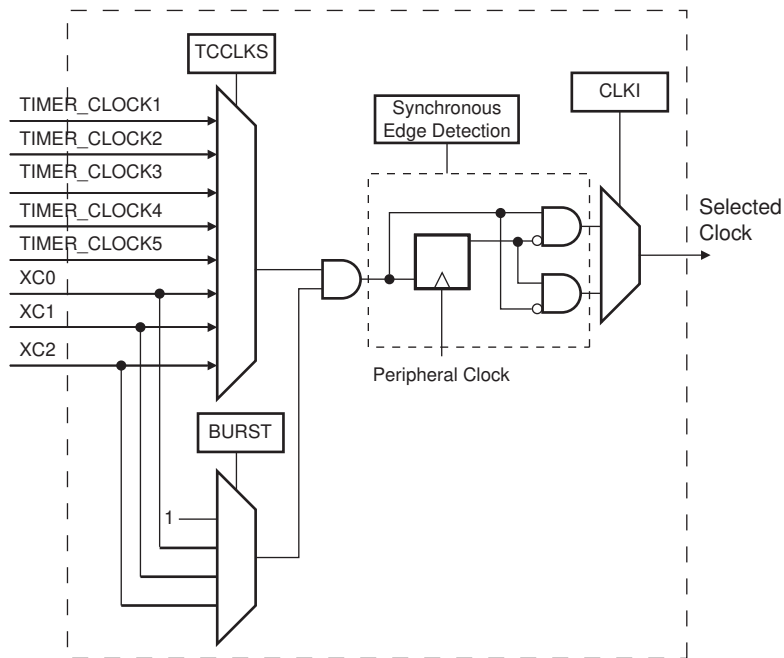 TCCLKS
CLKI
Synchronous
Edge Detection
TIMER_CLOCK1
TIMER_CLOCK2
TIMER_CLOCK3
TIMER_CLOCK4
TIMER_CLOCK5
XC0
XC1
XC2
Selected
Clock
Peripheral Clock
BURST
1